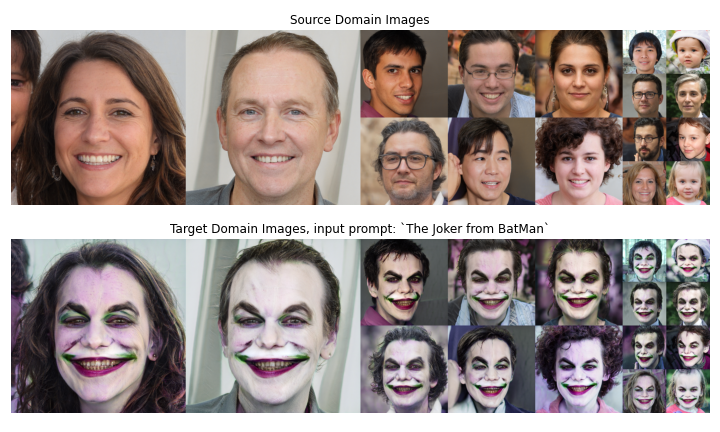 Source Domain Images
Target Domain Images, input prompt: `The Joker from BatMan`